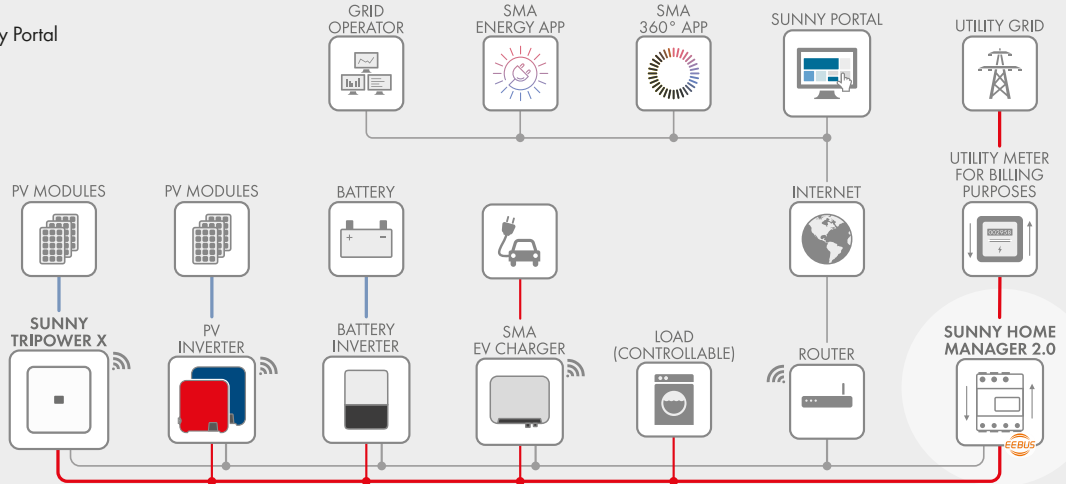 y Portal
GRID
OPERATOR
SMA
ENERGY APP
SMA
360° APP
SUNNY PORTAL
UTILITY GRID
PV MODULES
PV MODULES
BATTERY
INTERNET
UTILITY METER
FOR BILLING
PURPOSES
002958
SUNNY
TRIPOWER X
PV
INVERTER
BATTERY
INVERTER
SMA
EV CHARGER
LOAD
(CONTROLLABLE)
ROUTER
SUNNY HOME
MANAGER 2.0
EEBUS